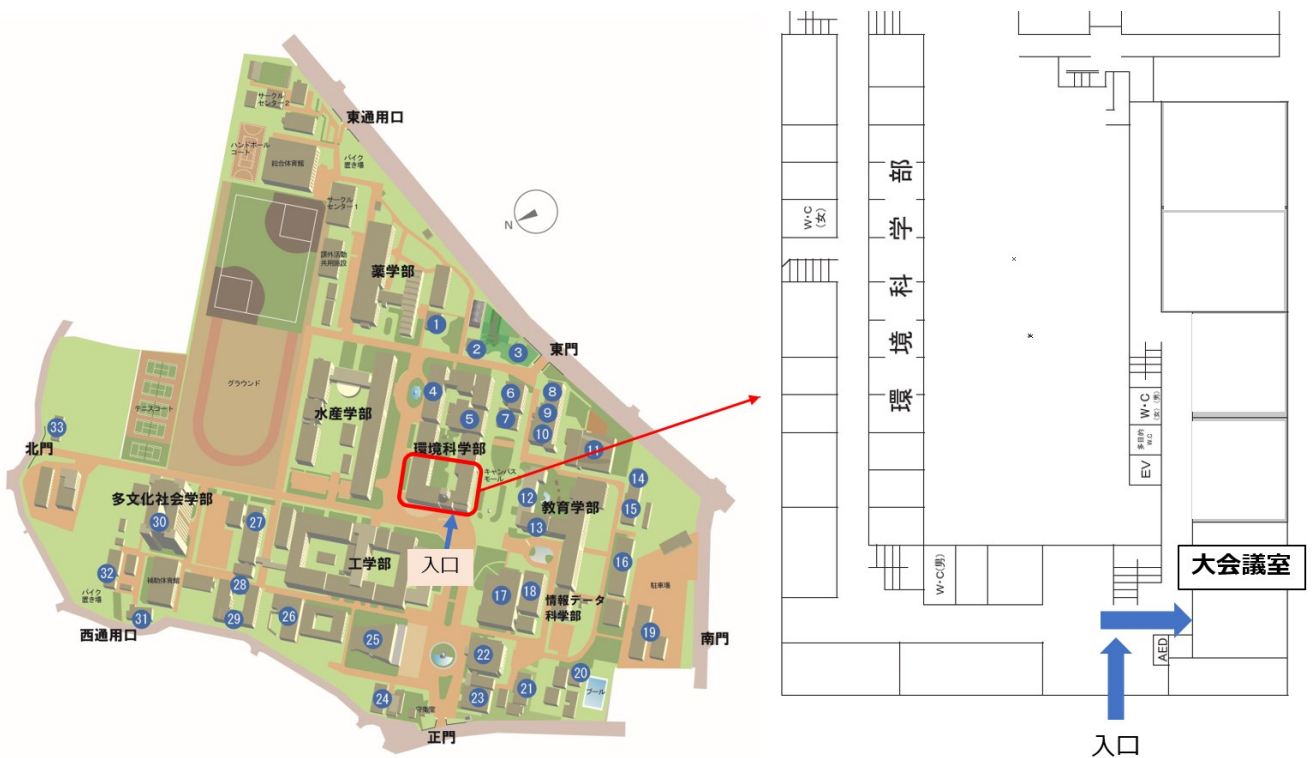 サークル
センター2
東通用口
ハンドボール
コート
バイク
置き場
総合体育館
サークル
センター1
N
課外活動
共用施設
薬学部
1
2
3
東門
4
6
8
5
7
9
10
グラウンド
水産学部
テニスコート
環境科学部
11
33
北門
キャンパス
モール
14
12
教育学部
15
多文化社会学部
30
27
13
工学部
入口
16
32
補助体育館
28
17
18
駐車場
バイク
置き場
情報データ
科学部
31
29
26
19
西通用口
25
南門
22
20
24
21
プール
23
守衛室
正門
W・C
(女)
環境科学部
W・C
(女)(男)
多目的
W.C
EV
W・C(男)
大会議室
AED
入口